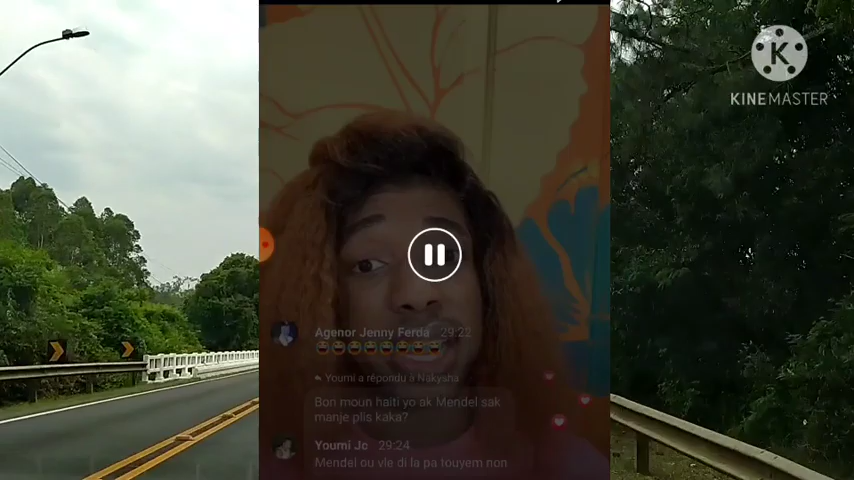 KINEMASTER
Agenor Jenny Ferda 29:22
Youmi a répondu à Nakysha
Bon moun haiti yo ak Mendel sak
manje plis kaka?
Youmi Jo 29:24
Mendel ou vle di la pa touyem non